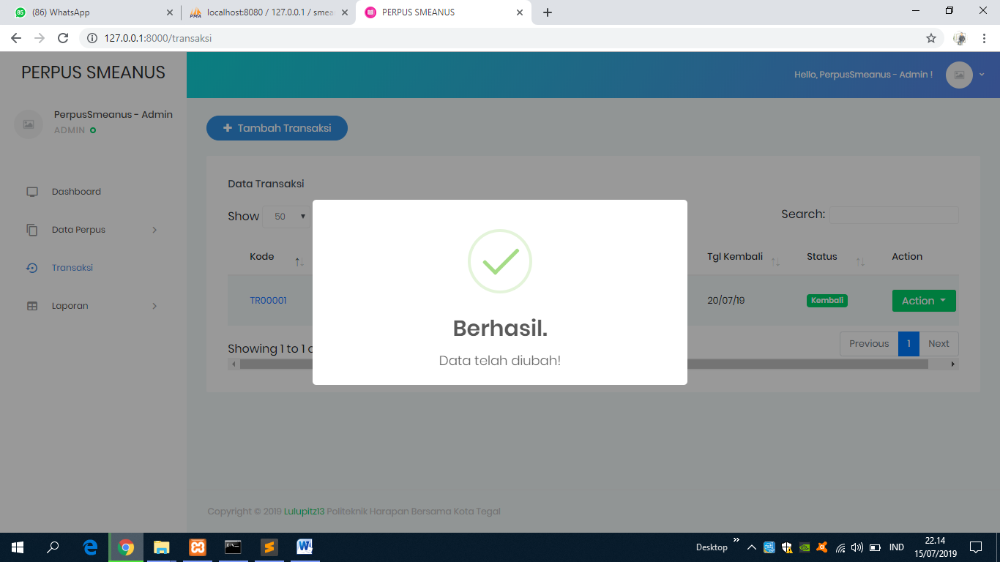 (86) WhatsApp
localhost:8080 / 127.0.0.1 / smea
PERPUS SMEANUS
127.0.0.1:8000/transaksi
PERPUS SMEANUS
Hello, PerpusSmeanus - Admin !
PerpusSmeanus - Admin
ADMIN
Tambah Transaksi
Dashboard
Data Perpus
Transaksi
Laporan
Data Transaksi
Show 50
Search:
Kode
Tgl Kembali
Status
Action
TR00001
20/07/19
Kembali
Action
Berhasil.
Data telah diubah!
Showing 1 to 1 o
Previous
1
Next
Copyright © 2019 Lulupitz13 Politeknik Harapan Bersama Kota Tegal
Desktop
IND
22.14
15/07/2019